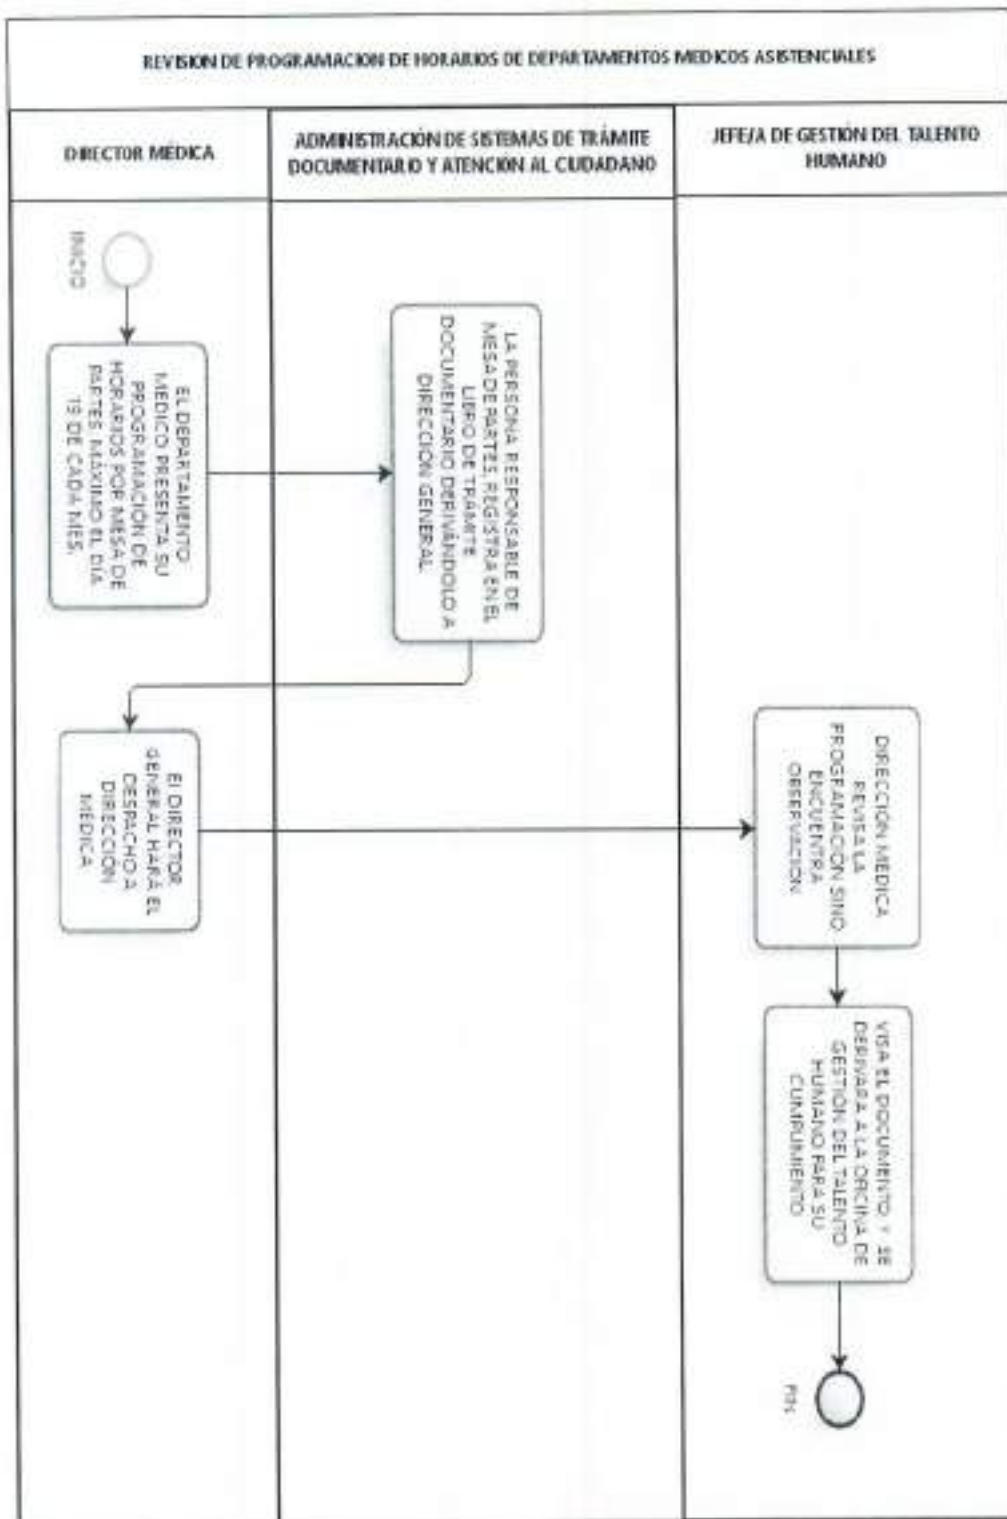 REVISION DE PROGRAMACION DE HORARIOS DE DEPARTAMENTOS MEDICOS ASISTENCIALES
DIRECTOR MÉDICA
ADMINISTRACIÓN DE SISTEMAS DE TRÁMITE
DOCUMENTARIO Y ATENCIÓN AL CIUDADANO
JEFE/A DE GESTIÓN DEL TALENTO
HUMANO
INICIO
EL DEPARTAMENTO
MEDICO PRESENTA SU
PROGRAMACIÓN DE
HORARIOS POR MESA DE
PARTES MÁXIMO EL DÍA
19 DE CADA MES.
LA PERSONA RESPONSABLE DE
MESA DE PARTES, REGISTRA EN EL
LIBRO DE TRÁMITE
DOCUMENTARIO DERIVÁNDOLO A
DIRECCIÓN GENERAL
El DIRECTOR
GENERAL HARÁ EL
DESPACHO A
DIRECCIÓN
MÉDICA
DIRECCIÓN MÉDICA
REVISA LA
PROGRAMACIÓN SINO
ENCUENTRA
OBSERVACION
VISA EL DOCUMENTO Y SE
DERIVARA A LA OFICINA DE
GESTIÓN DEL TALENTO
HUMANO PARA SU
CUMPLIMIENTO
FIN